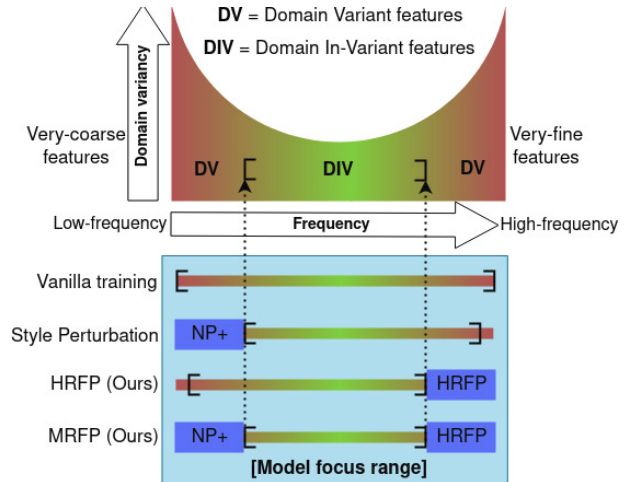 DV = Domain Variant features
DIV = Domain In-Variant features
Domain variancy
Very-coarse
features
Very-fine
features
DV
DIV
DV
Low-frequency
Frequency
High-frequency
Vanilla training
Style Perturbation
NP+
HRFP (Ours)
HRFP
MRFP (Ours)
NP+
HRFP
[Model focus range]